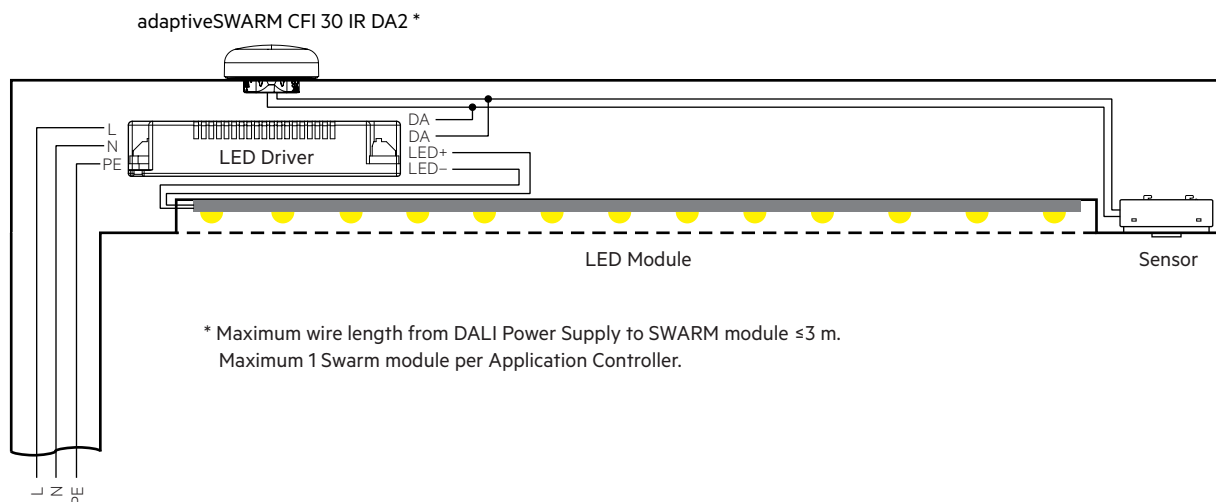 adaptiveSWARM CFI 30 IR DA2 *
L
N
PE
LED Driver
DA
DA
LED+
LED–
LED Module
Sensor
* Maximum wire length from DALI Power Supply to SWARM module ≤3 m.
Maximum 1 Swarm module per Application Controller.
L
N
PE